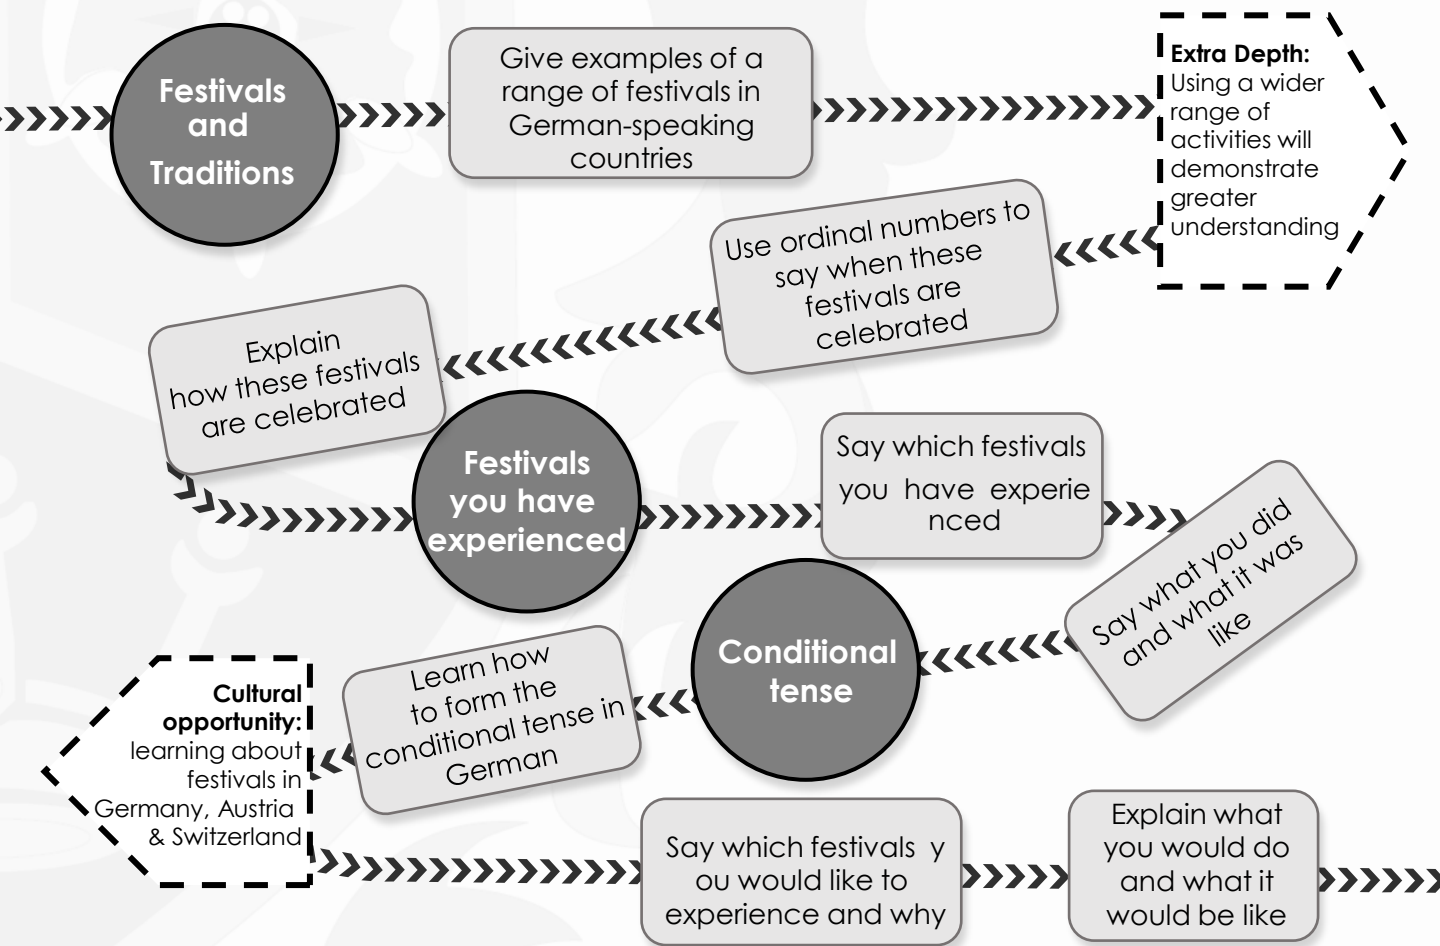 Festivals
and
Traditions
Give examples of a
range of festivals in
German-speaking
countries
Extra Depth:
Using a wider
range of
activities will
demonstrate
greater
understanding
Use ordinal numbers to
say when these
festivals are
celebrated
Explain
how these festivals
are celebrated
Festivals
you have
experienced
Say which festivals
you have experie
nced
Say what you did
and what it was
like
Conditional
tense
Learn how
to form the
conditional tense in
German
Cultural
opportunity:
learning about
festivals in
Germany, Austria
& Switzerland
Say which festivals y
ou would like to
experience and why
Explain what
you would do
and what it
would be like